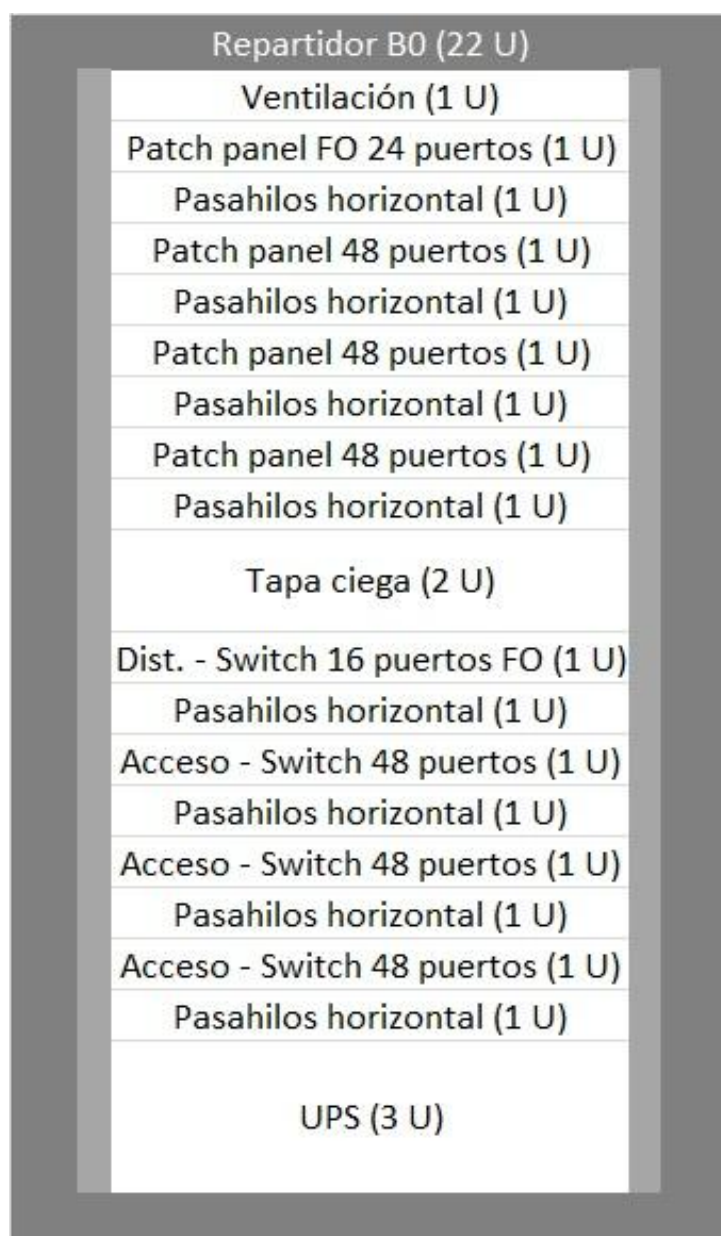 Repartidor B0 (22 U)
Ventilación (1 U)
Patch panel FO 24 puertos (1 U)
Pasahilos horizontal (1 U)
Patch panel 48 puertos (1 U)
Pasahilos horizontal (1 U)
Patch panel 48 puertos (1 U)
Pasahilos horizontal (1 U)
Patch panel 48 puertos (1 U)
Pasahilos horizontal (1 U)
Tapa ciega (2 U)
Dist. - Switch 16 puertos FO (1 U)
Pasahilos horizontal (1 U)
Acceso - Switch 48 puertos (1 U)
Pasahilos horizontal (1 U)
Acceso - Switch 48 puertos (1 U)
Pasahilos horizontal (1 U)
Acceso - Switch 48 puertos (1 U)
Pasahilos horizontal (1 U)
UPS (3 U)